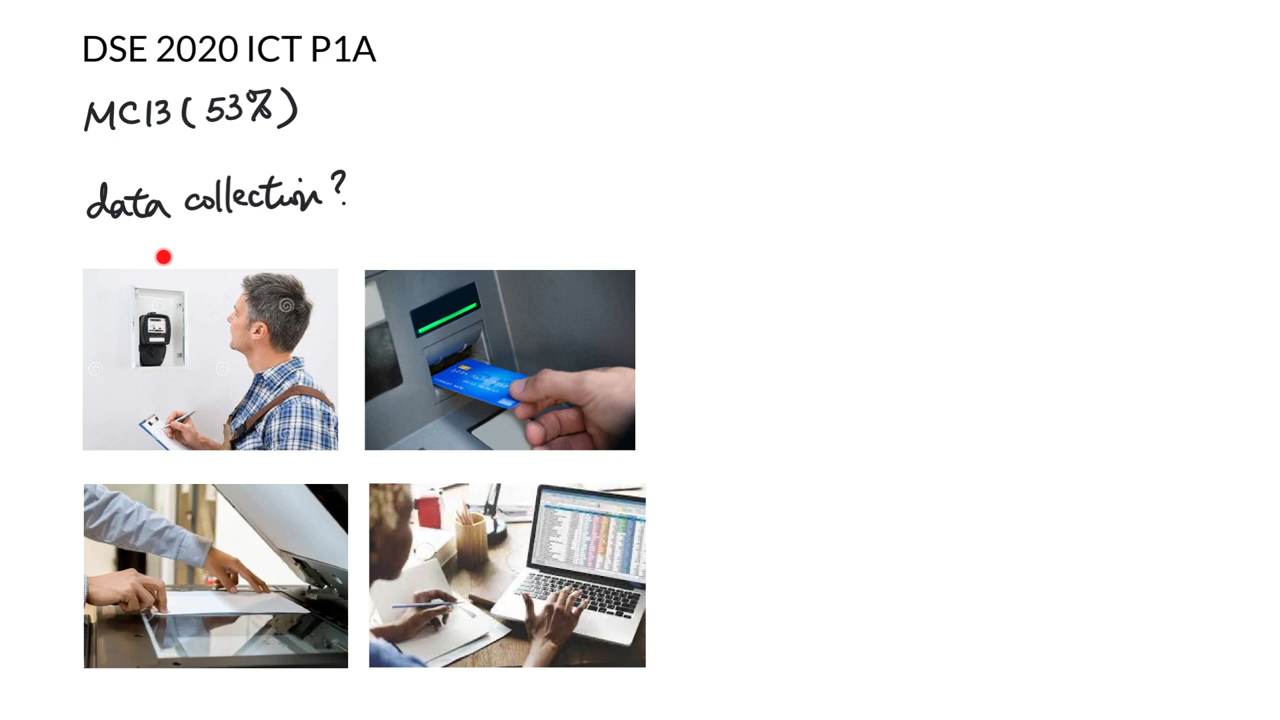 DSE 2020 ICT P1A
MC13 (53%)
data collection?